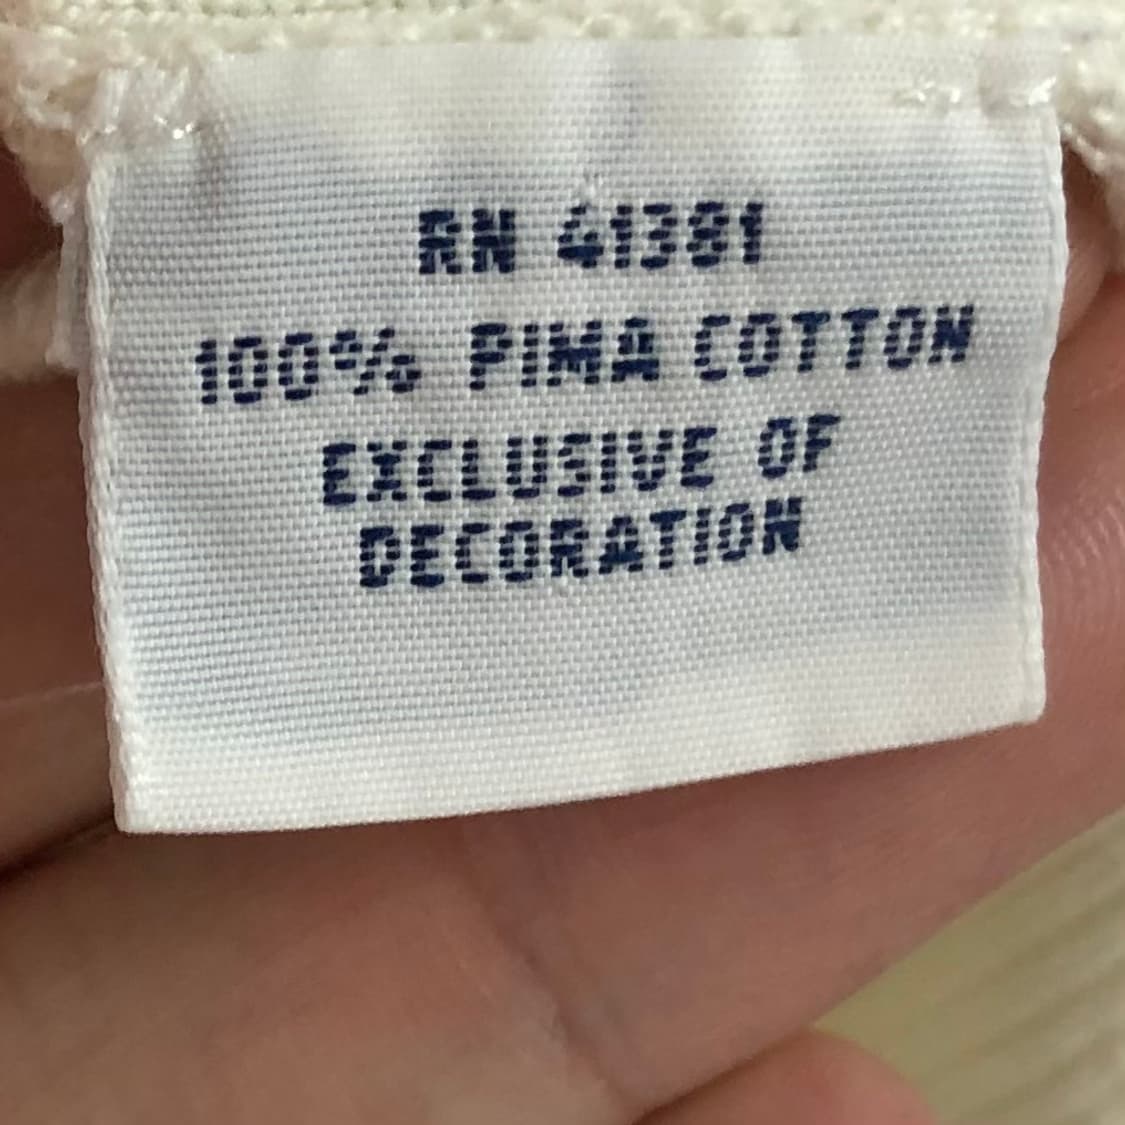 RN 41381
100% PIMA COTTON
EXCLUSIVE OF
DECORATION